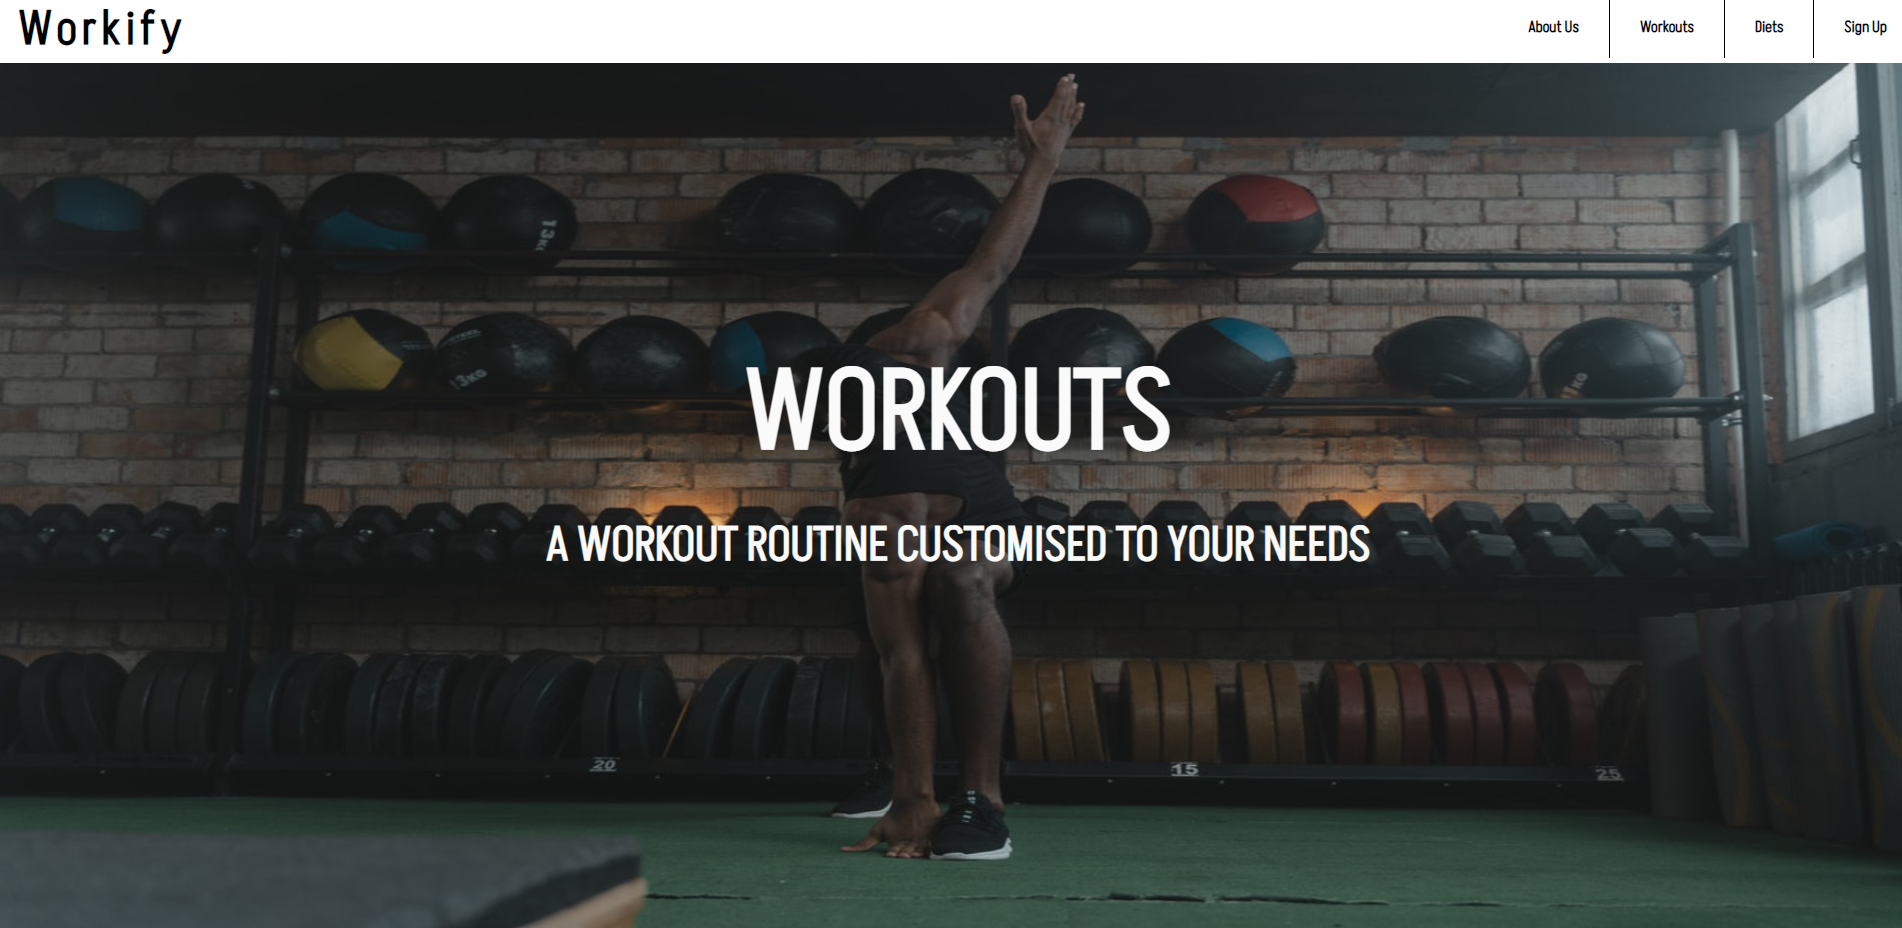 Workify
About Us
Workouts
Diets
Sign Up
13KG
13KG
WORKOUTS
A WORKOUT ROUTINE CUSTOMISED TO YOUR NEEDS
20
15
25